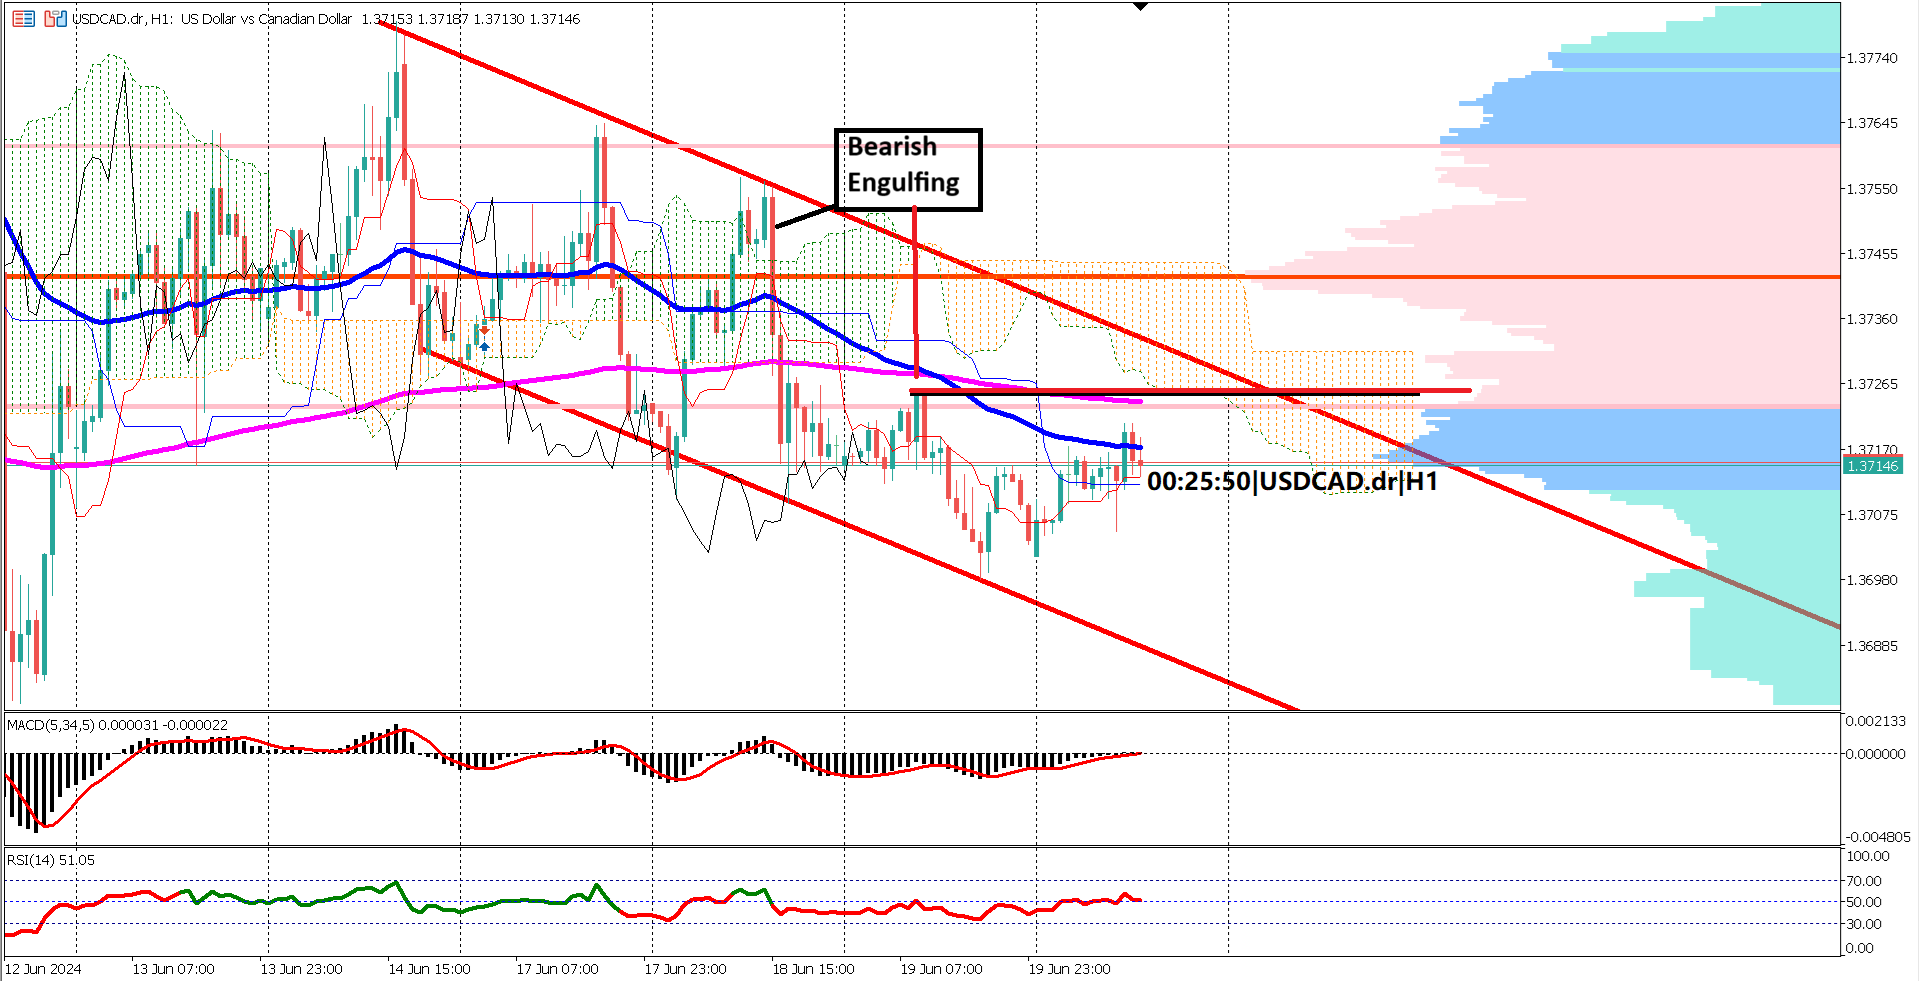 USDCAD.dr, H1: US Dollar vs Canadian Dollar 1.37153 1.37187 1.37130 1.37146
Bearish
Engulfing
00:25:50|USDCAD.dr|H1
1.37740
1.37645
1.37550
1.37455
1.37360
1.37265
1.37170
1.37146
1.37075
1.36980
1.36885
MACD(5,34,5) 0.000031 -0.000022
0.002133
0.000000
-0.004805
RSI(14) 51.05
100.00
70.00
50.00
30.00
0.00
12 Jun 2024
13 Jun 07:00
13 Jun 23:00
14 Jun 15:00
17 Jun 07:00
17 Jun 23:00
18 Jun 15:00
19 Jun 07:00
19 Jun 23:00